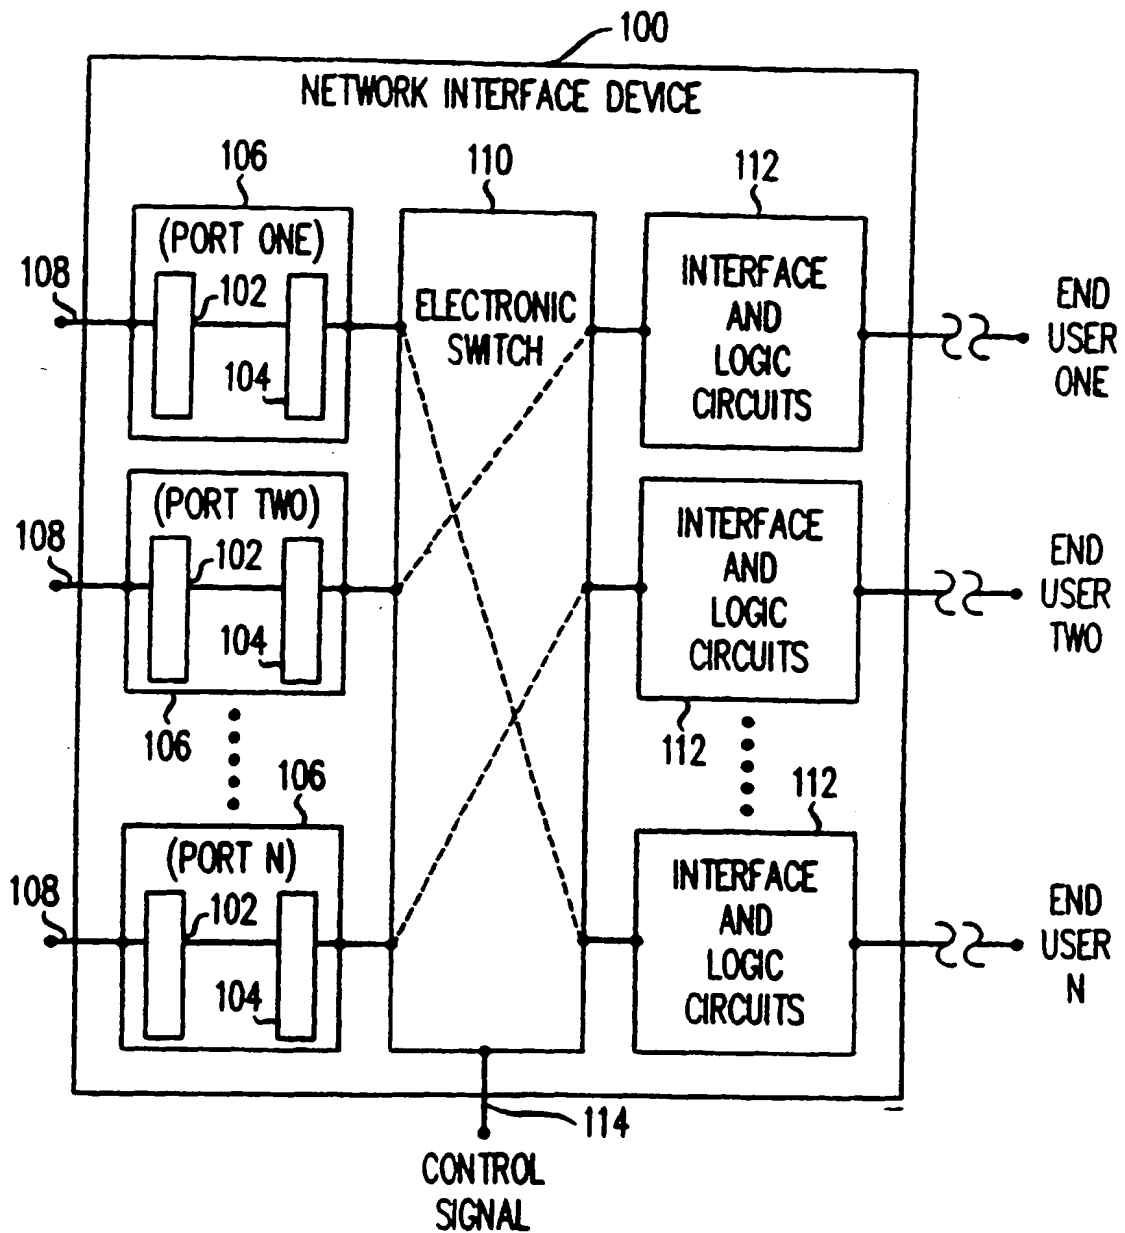 100
NETWORK INTERFACE DEVICE
106
110
112
(PORT ONE)
108
102
104
ELECTRONIC
SWITCH
INTERFACE
AND
LOGIC
CIRCUITS
END
USER
ONE
(PORT TWO)
108
102
104
106
INTERFACE
AND
LOGIC
CIRCUITS
112
END
USER
TWO
106
(PORT N)
108
102
104
112
INTERFACE
AND
LOGIC
CIRCUITS
END
USER
N
114
CONTROL
SIGNAL